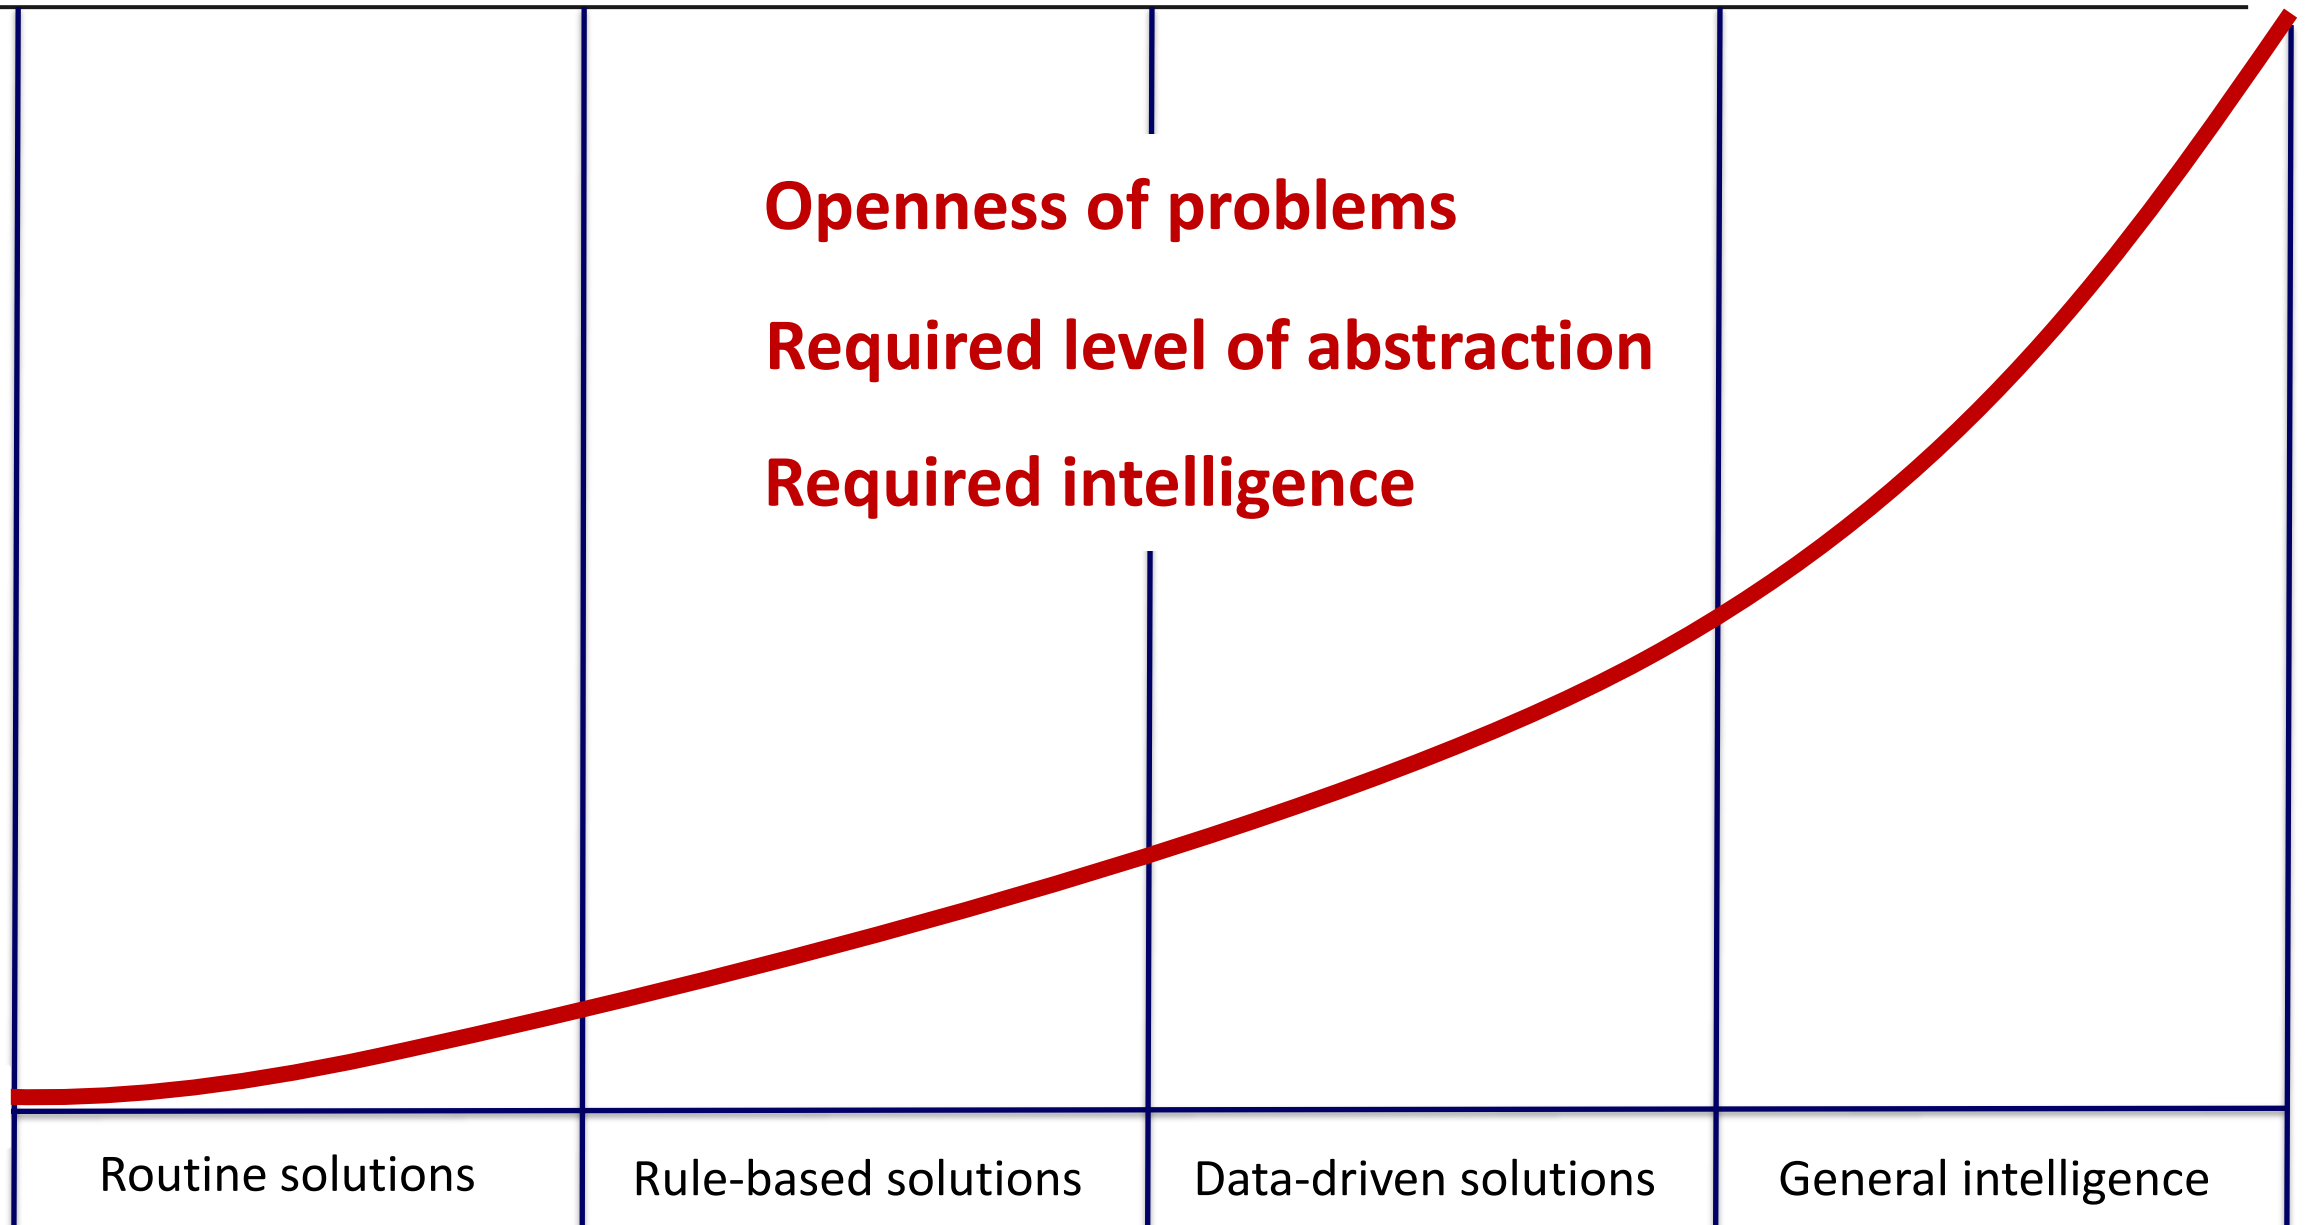 Openness of problems
Required level of abstraction
Required intelligence
Routine solutions
Rule-based solutions
Data-driven solutions
General intelligence